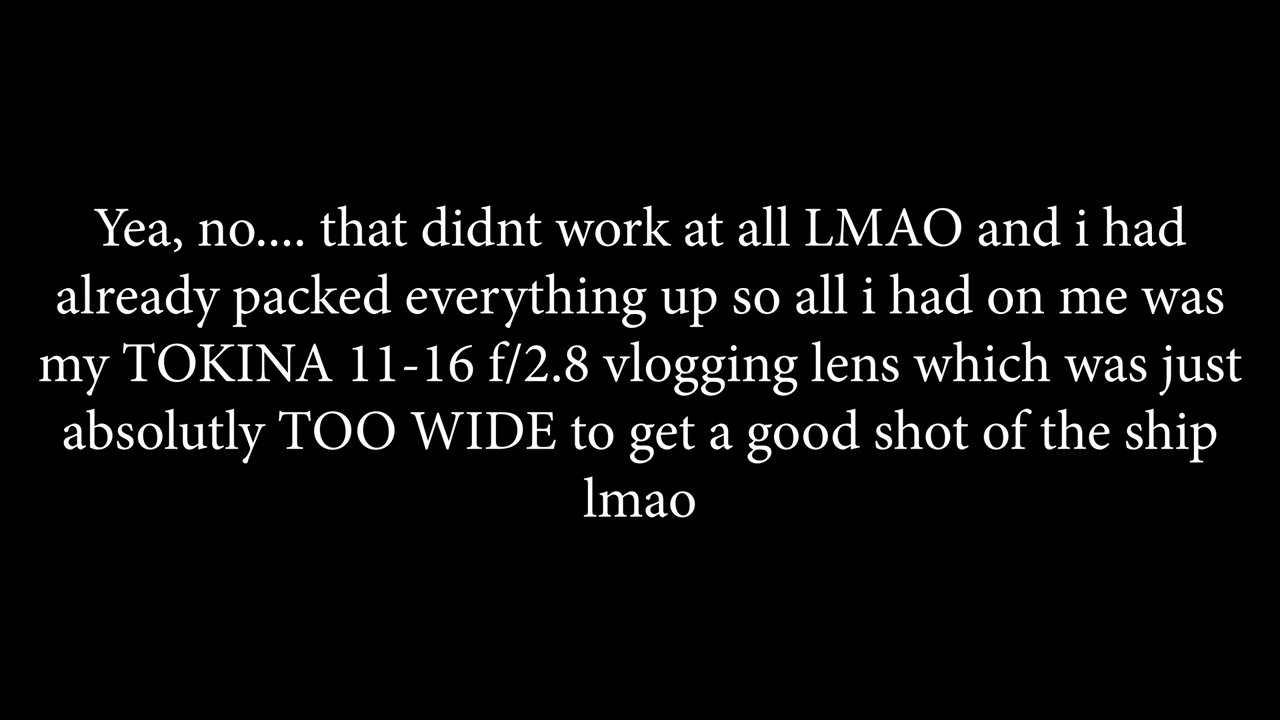 Yea, no.... that didnt work at all LMAO and i had
already packed everything up so all i had on me was
my TOKINA 11-16 f/2.8 vlogging lens which was just
absolutly TOO WIDE to get a good shot of the ship
lmao